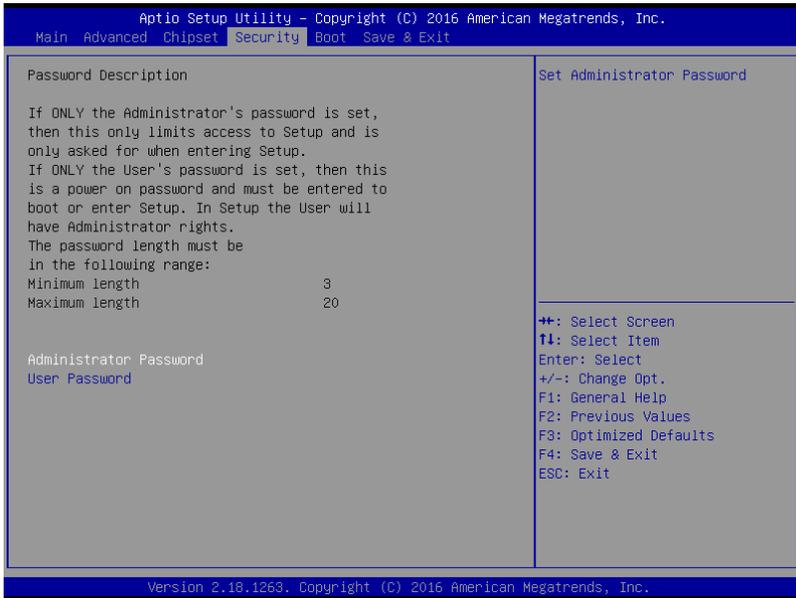 Aptio Setup Utility – Copyright (C) 2016 American Megatrends, Inc.
Main Advanced Chipset Security Boot Save & Exit
Password Description
If ONLY the Administrator's password is set,
then this only limits access to Setup and is
only asked for when entering Setup.
If ONLY the User's password is set, then this
is a power on password and must be entered to
boot or enter Setup. In Setup the User will
have Administrator rights.
The password length must be
in the following range:
Minimum length 3
Maximum length 20
Administrator Password
User Password
Set Administrator Password
→←: Select Screen
↑↓: Select Item
Enter: Select
+/-: Change Opt.
F1: General Help
F2: Previous Values
F3: Optimized Defaults
F4: Save & Exit
ESC: Exit
Version 2.18.1263. Copyright (C) 2016 American Megatrends, Inc.